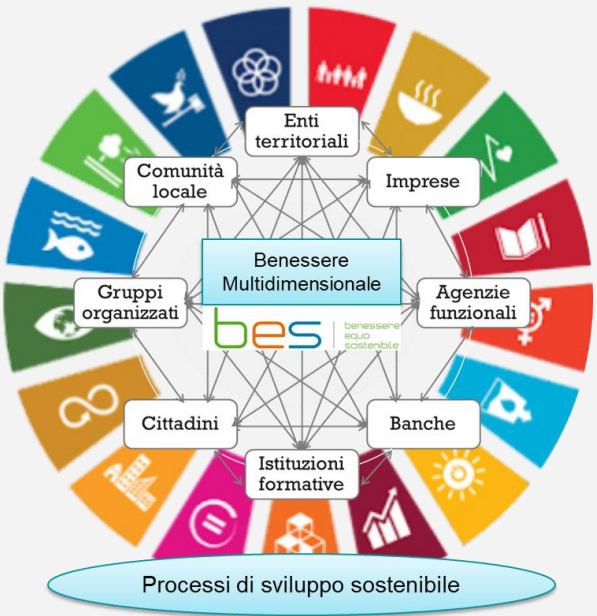 Enti
territoriali
Comunità
locale
Imprese
Benessere
Multidimensionale
Gruppi
organizzati
Agenzie
funzionali
bes
benessere
equo
sostenibile
Cittadini
Banche
Istituzioni
formative
Processi di sviluppo sostenibile